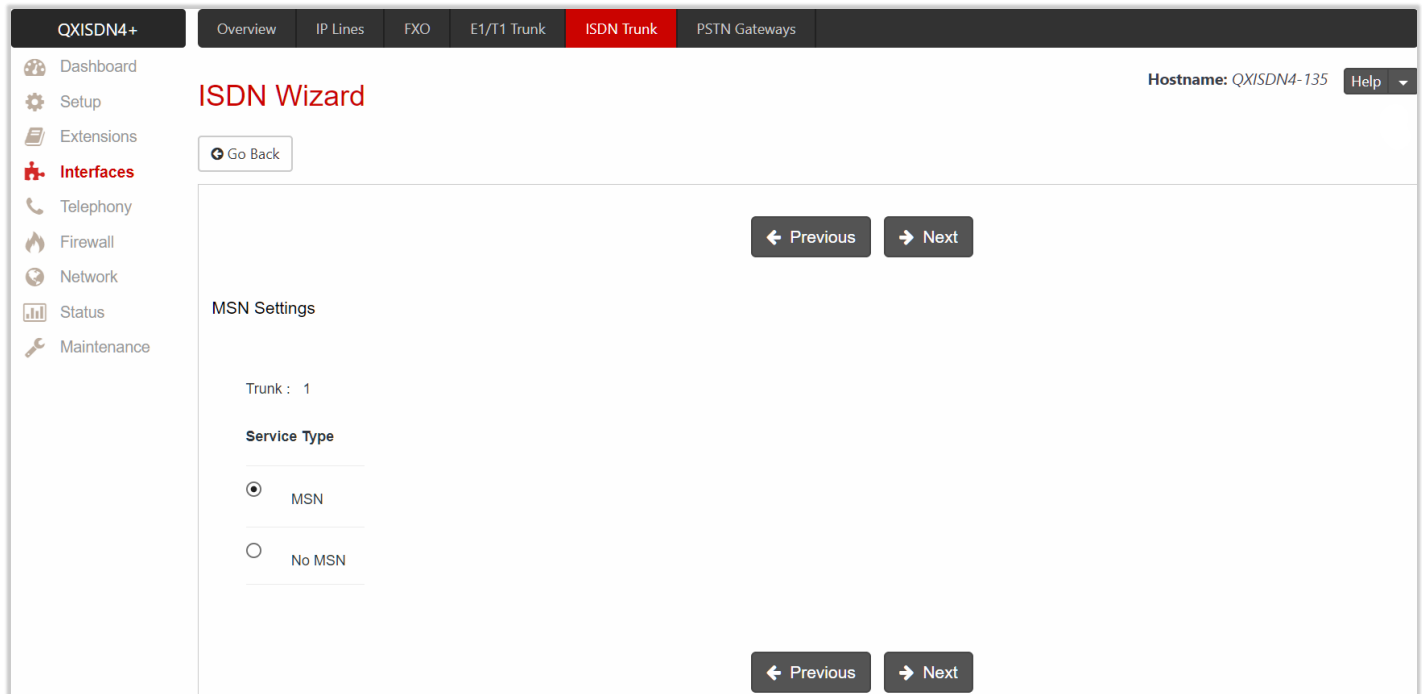 QXISDN4+
Overview IP Lines FXO E1/T1 Trunk ISDN Trunk PSTN Gateways
Dashboard
Setup
Extensions
Interfaces
Telephony
Firewall
Network
Status
Maintenance
Hostname: QXISDN4-135 Help
ISDN Wizard
Go Back
Previous Next
MSN Settings
Trunk : 1
Service Type
MSN
No MSN
Previous Next